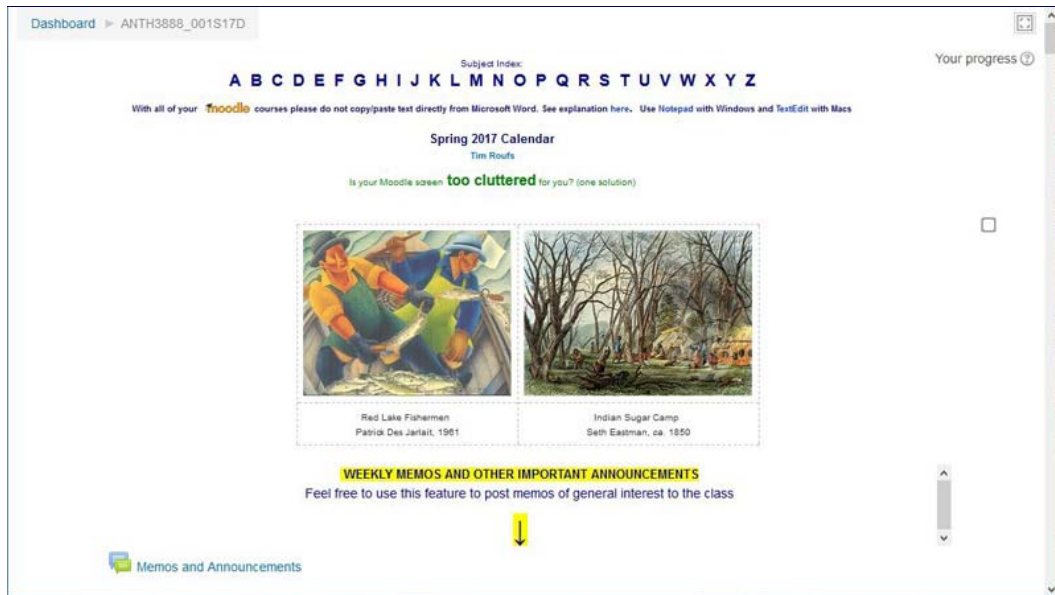 Dashboard ► ANTH3888_001S17D
Your progress
Subject Index:
A B C D E F G H I J K L M N O P Q R S T U V W X Y Z
With all of your moodle courses please do not copy/paste text directly from Microsoft Word. See explanation here. Use Notepad with Windows and TextEdit with Macs
Spring 2017 Calendar
Tim Roufs
Is your Moodle screen too cluttered for you? (one solution)
Red Lake Fishermen
Patrick Des Jarlait, 1961
Indian Sugar Camp
Seth Eastman, ca. 1850
WEEKLY MEMOS AND OTHER IMPORTANT ANNOUNCEMENTS
Feel free to use this feature to post memos of general interest to the class
↓
Memos and Announcements